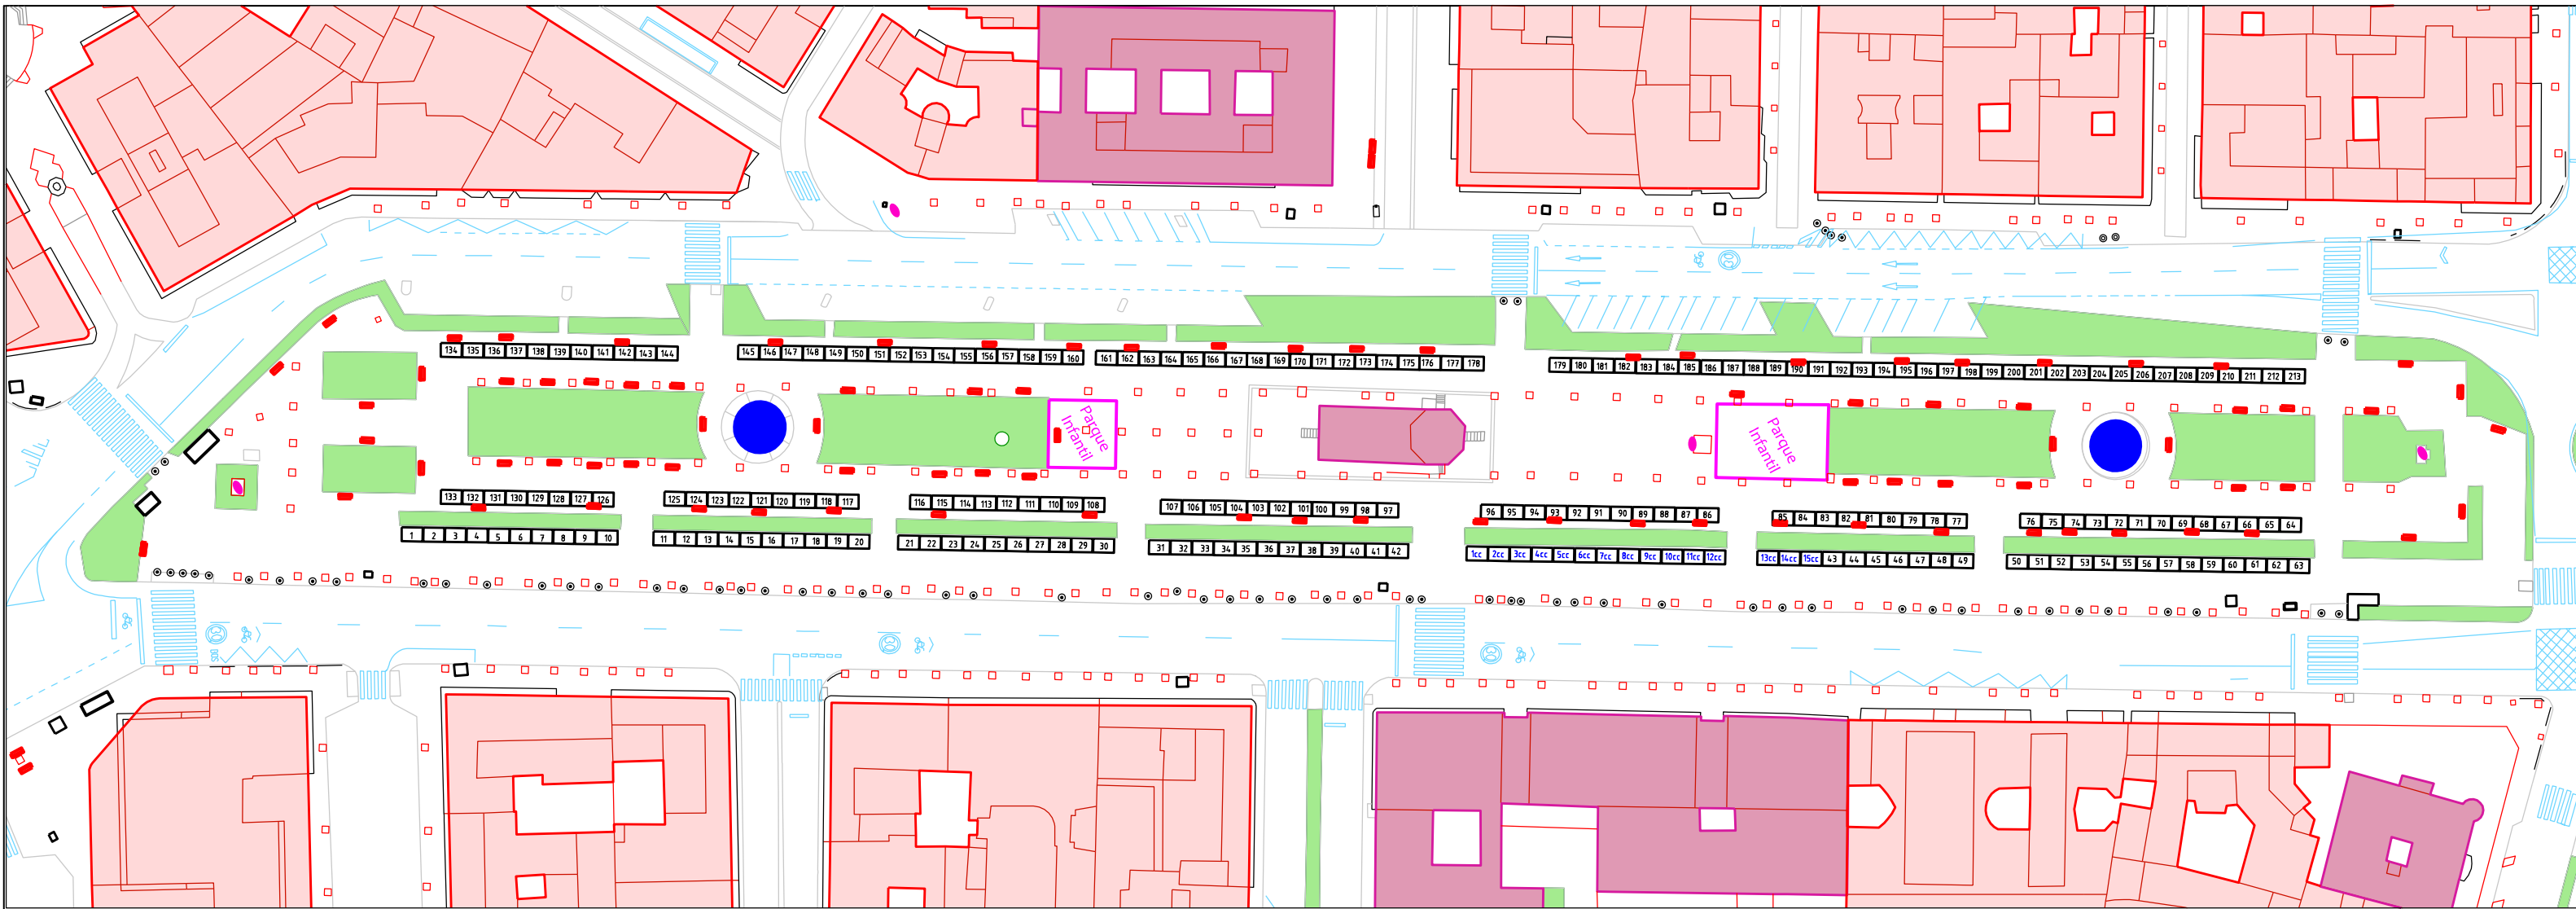 134 135 136 137 138 139 140 141 142 143 144
145 146 147 148 149 150 151 152 153 154 155 156 157 158 159 160
161 162 163 164 165 166 167 168 169 170 171 172 173 174 175 176 177 178
179 180 181 182 183 184 185 186 187 188 189 190 191 192 193 194 195 196 197 198 199 200 201 202 203 204 205 206 207 208 209 210 211 212 213
Parque
Infantil
Parque
Infantil
133 132 131 130 129 128 127 126
125 124 123 122 121 120 119 118 117
116 115 114 113 112 111 110 109 108
107 106 105 104 103 102 101 100 99 98 97
96 95 94 93 92 91 90 89 88 87 86
85 84 83 82 81 80 79 78 77
76 75 74 73 72 71 70 69 68 67 66 65 64
1 2 3 4 5 6 7 8 9 10
11 12 13 14 15 16 17 18 19 20
21 22 23 24 25 26 27 28 29 30
31 32 33 34 35 36 37 38 39 40 41 42
1cc 2cc 3cc 4cc 5cc 6cc 7cc 8cc 9cc 10cc 11cc 12cc
13cc 14cc 15cc 43 44 45 46 47 48 49
50 51 52 53 54 55 56 57 58 59 60 61 62 63